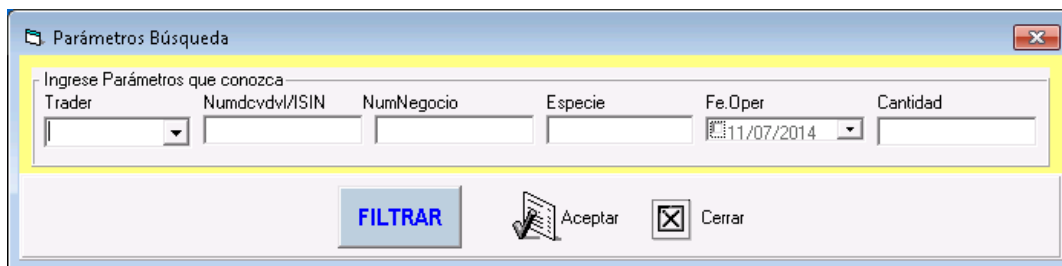 Parámetros Búsqueda
Ingrese Parámetros que conozca
Trader Numdcvdvl/ISIN NumNegocio Especie Fe.Oper Cantidad
11/07/2014
FILTRAR Aceptar Cerrar